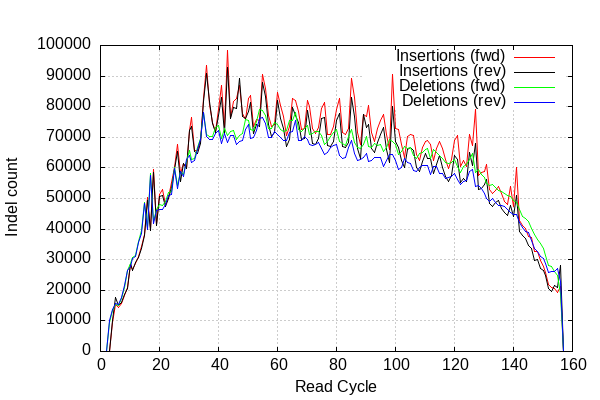 100000
90000
80000
70000
60000
50000
40000
30000
20000
10000
0
Indel count
Insertions (fwd)
Insertions (rev)
Deletions (fwd)
Deletions (rev)
0 20 40 60 80 100 120 140 160
Read Cycle